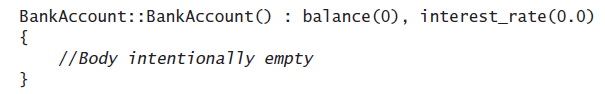 BankAccount::BankAccount() : balance(0), interest_rate(0.0)
{
//Body intentionally empty
}